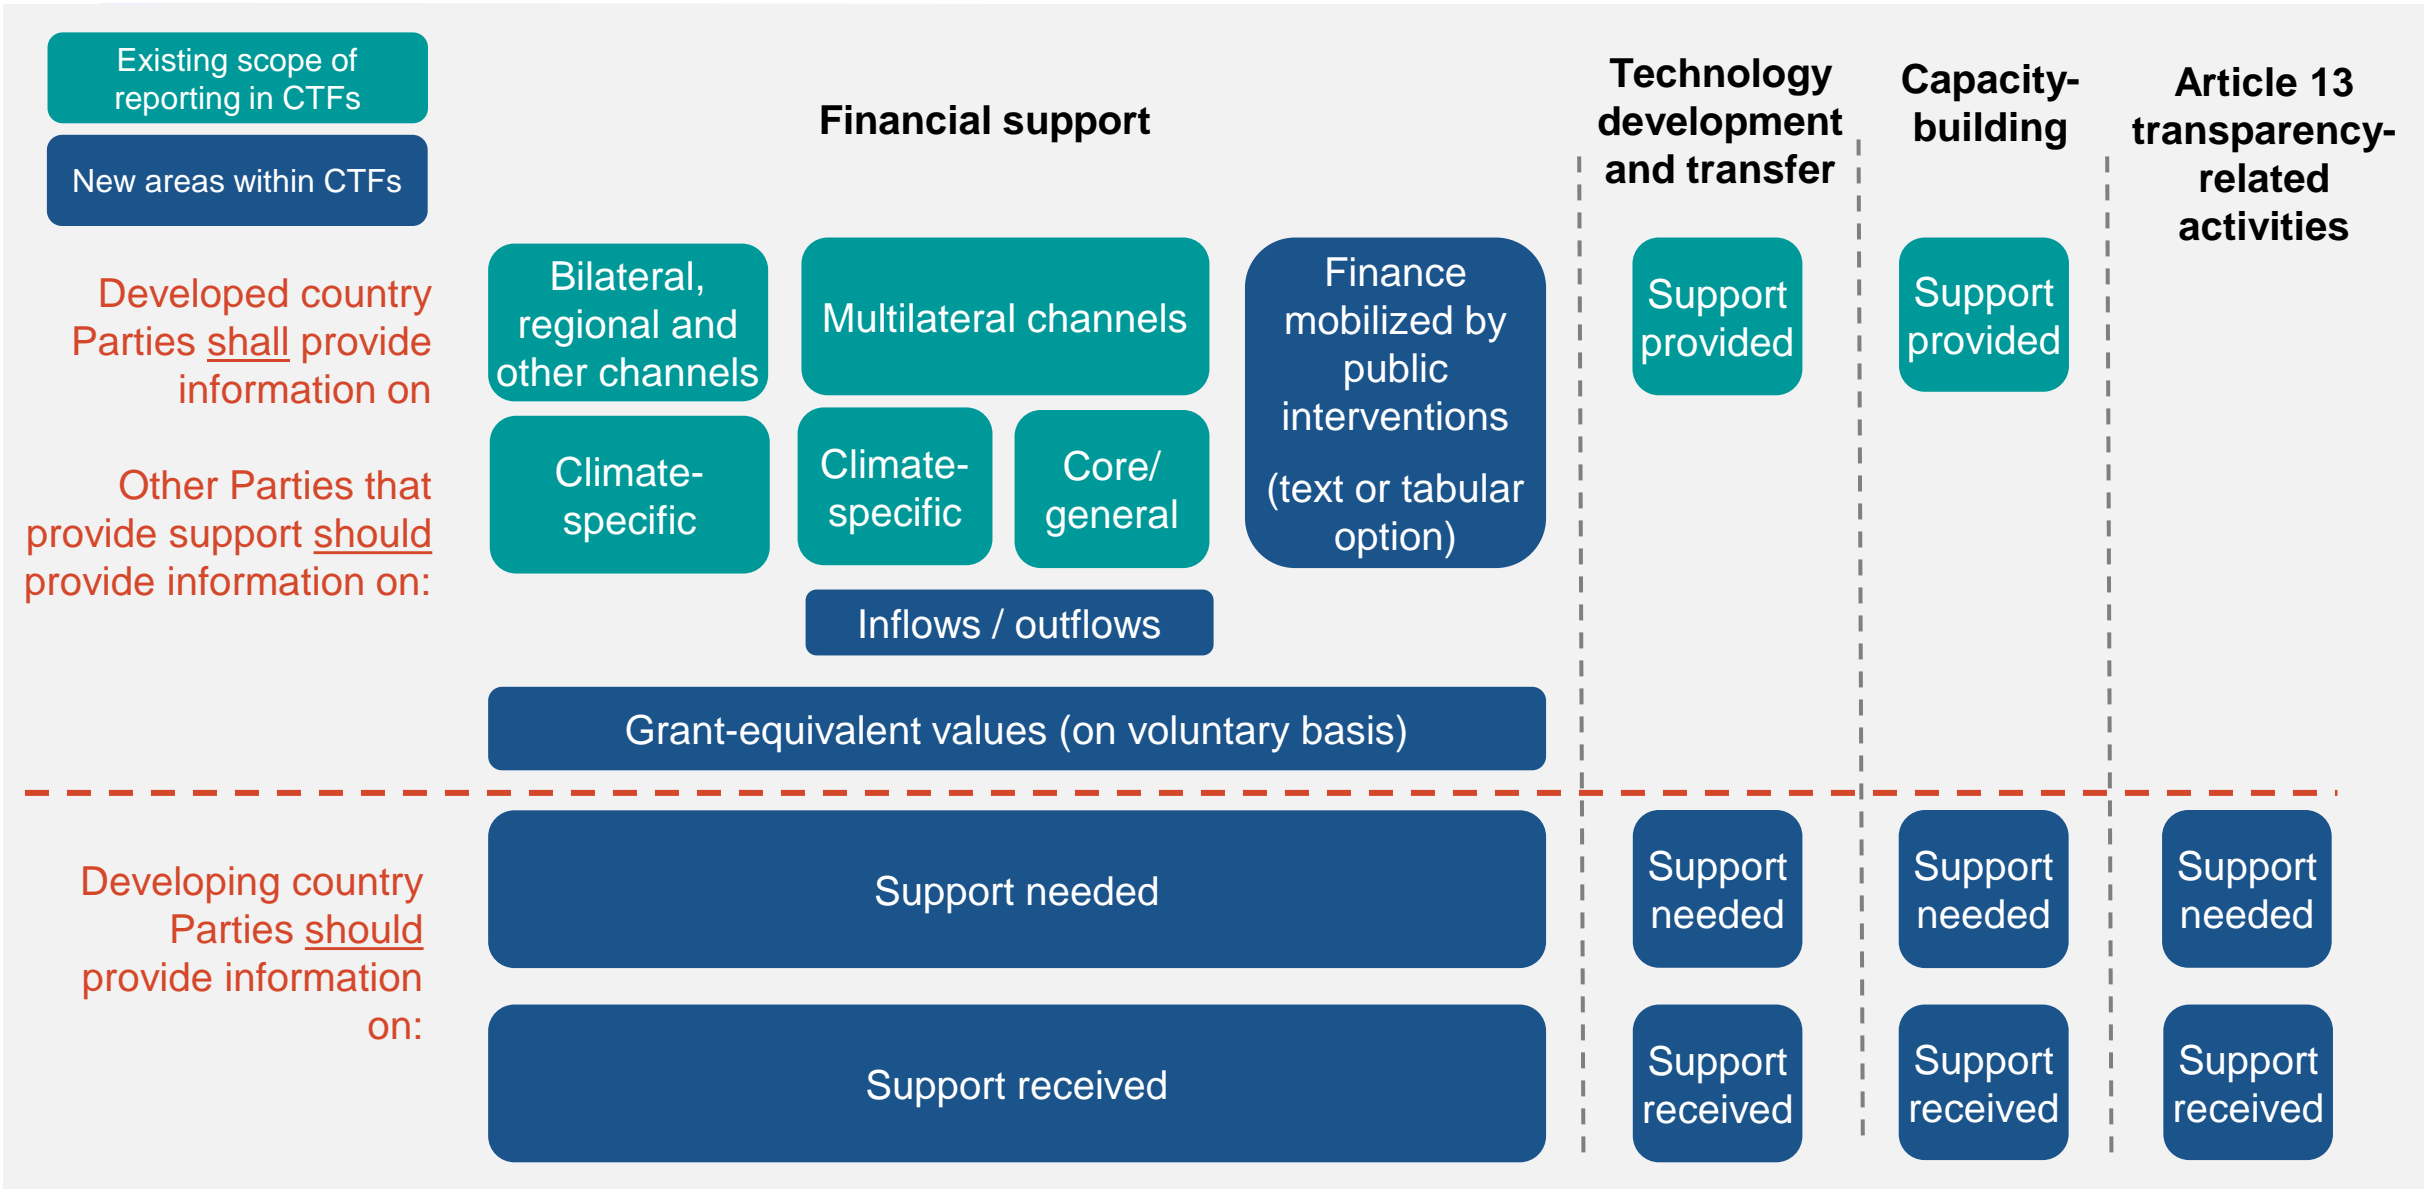 Existing scope of
reporting in CTFs
New areas within CTFs
Financial support
Technology
development
and transfer
Capacity-
building
Article 13
transparency-
related
activities
Developed country
Parties shall provide
information on
Other Parties that
provide support should
provide information on:
Bilateral,
regional and
other channels
Multilateral channels
Finance
mobilized by
public
interventions
(text or tabular
option)
Support
provided
Support
provided
Climate-
specific
Climate-
specific
Core/
general
Inflows / outflows
Grant-equivalent values (on voluntary basis)
Developing country
Parties should
provide information
on:
Support needed
Support
needed
Support
needed
Support
needed
Support received
Support
received
Support
received
Support
received